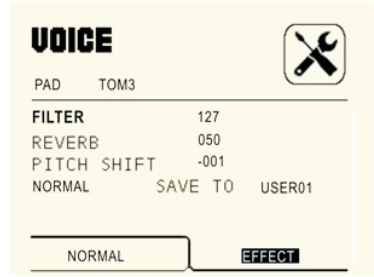 VOICE
PAD TOM3
FILTER 127
REVERB 050
PITCH SHIFT -001
NORMAL SAVE TO USER01
NORMAL EFFECT